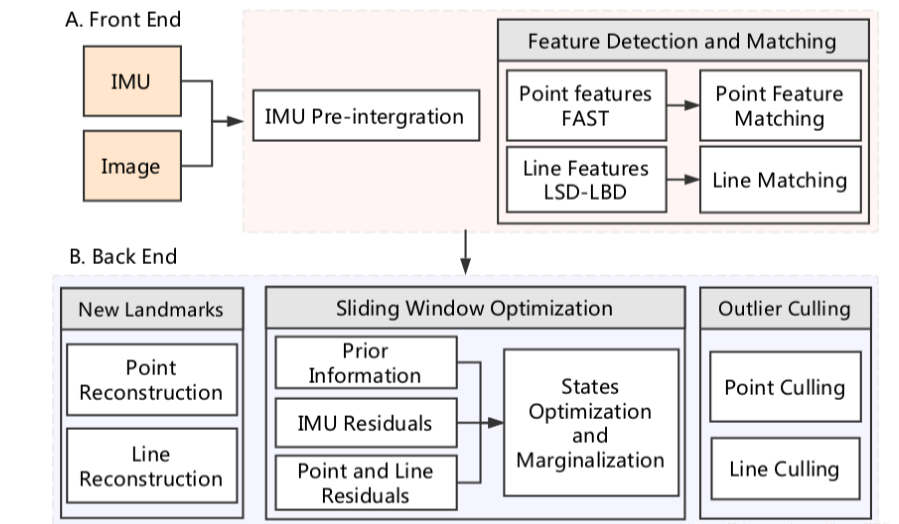 A. Front End
IMU
Image
IMU Pre-intergration
Feature Detection and Matching
Point features
FAST
Point Feature
Matching
Line Features
LSD-LBD
Line Matching
B. Back End
New Landmarks
Point
Reconstruction
Line
Reconstruction
Sliding Window Optimization
Prior
Information
IMU Residuals
Point and Line
Residuals
States
Optimization
and
Marginalization
Outlier Culling
Point Culling
Line Culling